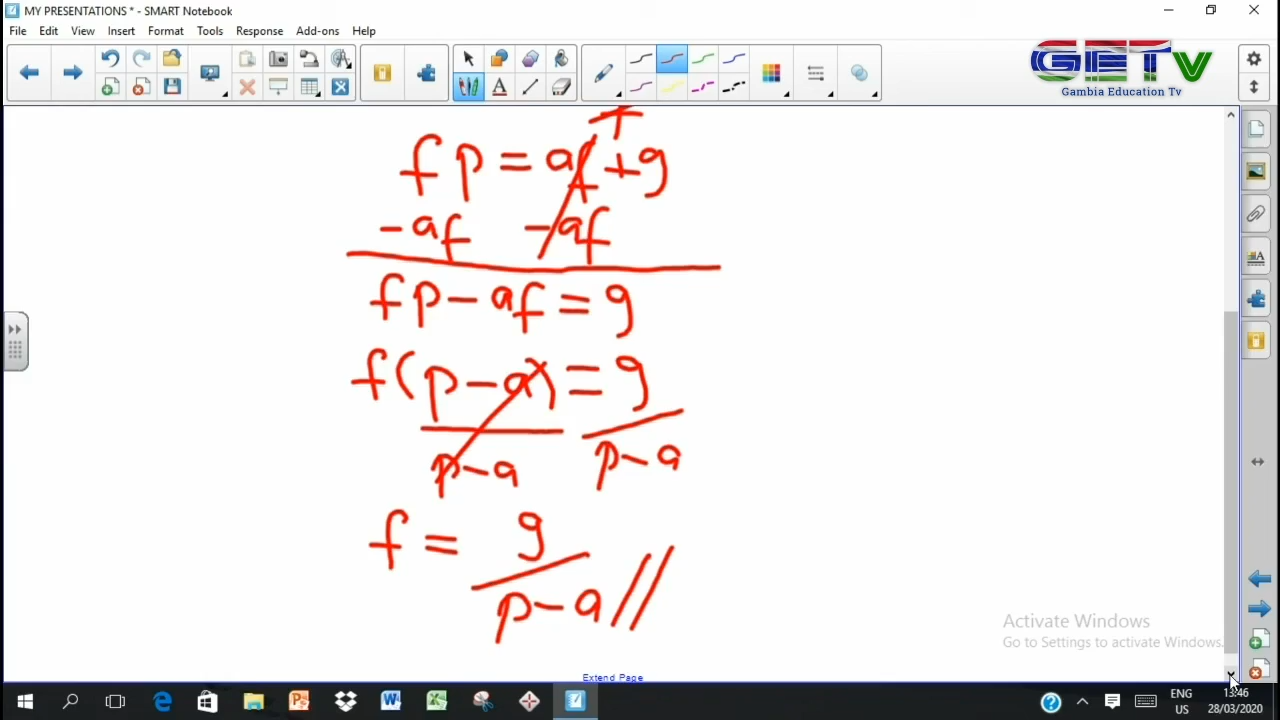 MY PRESENTATIONS * - SMART Notebook
File Edit View Insert Format Tools Response Add-ons Help
GETv
Gambia Education Tv
fp = af + g
- af - af
fp - af = g
f(p - a) = g
p - a p - a
f = g
p - a //
Activate Windows
Go to Settings to activate Windows.
Extend Page
ENG
US
13:46
28/03/2020